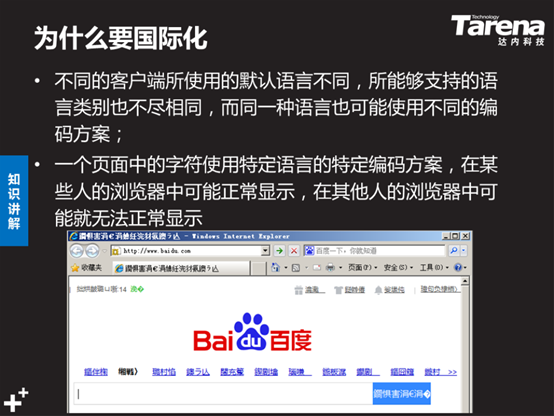 为什么要国际化
Technology
Tarena
达内科技
• 不同的客户端所使用的默认语言不同，所能够支持的语
言类别也不尽相同，而同一种语言也可能使用不同的编
码方案；
• 一个页面中的字符使用特定语言的特定编码方案，在某
些人的浏览器中可能正常显示，在其他人的浏览器中可
能就无法正常显示
知识讲解
- Windows Internet Explorer
http://www.baidu.com
百度一下，你就知道
收藏夹
页面(P)
安全(S)
工具(O)
14
Bai du 百度
>>